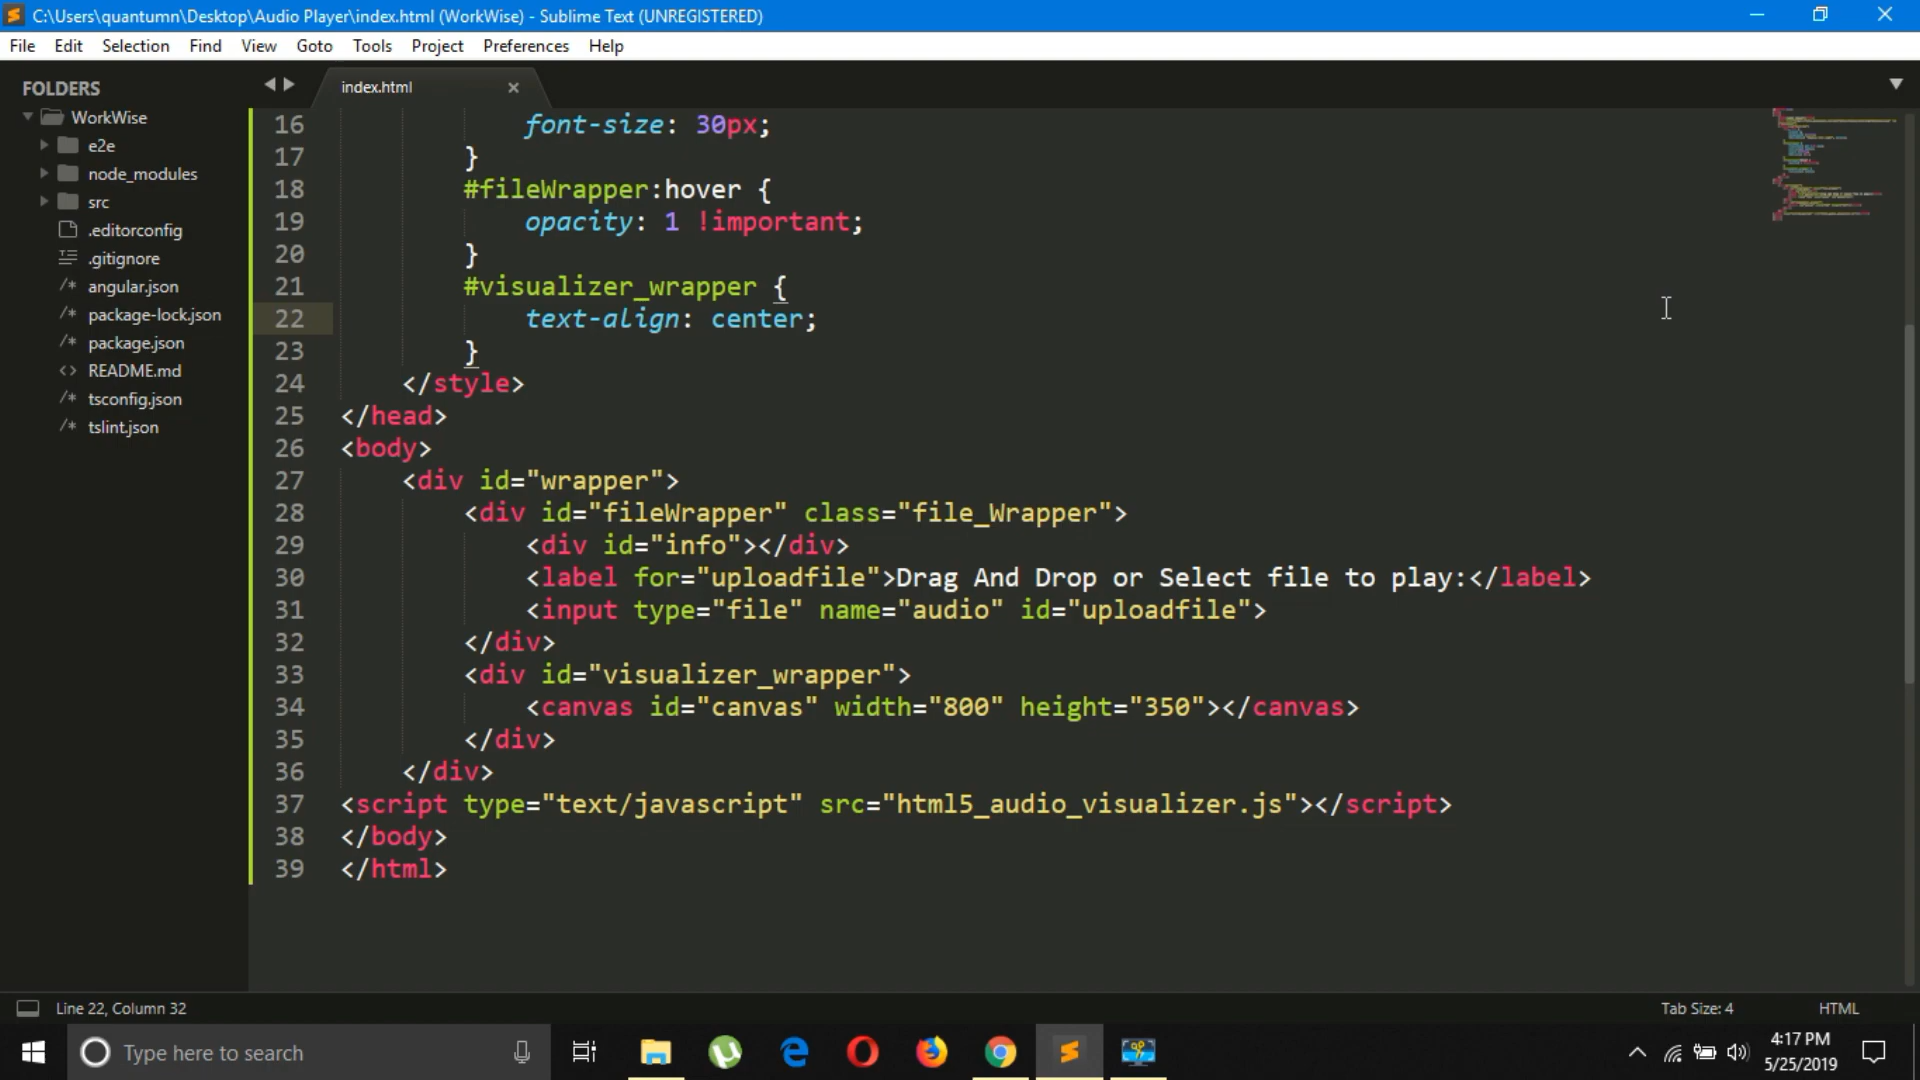 C:\Users\quantumn\Desktop\Audio Player\index.html (WorkWise) - Sublime Text (UNREGISTERED)
File Edit Selection Find View Goto Tools Project Preferences Help
FOLDERS
WorkWise
e2e
node_modules
src
.editorconfig
.gitignore
angular.json
package-lock.json
package.json
README.md
tsconfig.json
tslint.json
index.html
16 font-size: 30px;
17 }
18 #fileWrapper:hover {
19 opacity: 1 !important;
20 }
21 #visualizer_wrapper {
22 text-align: center;
23 }
24 </style>
25 </head>
26 <body>
27 <div id="wrapper">
28 <div id="fileWrapper" class="file_Wrapper">
29 <div id="info"></div>
30 <label for="uploadfile">Drag And Drop or Select file to play:</label>
31 <input type="file" name="audio" id="uploadfile">
32 </div>
33 <div id="visualizer_wrapper">
34 <canvas id="canvas" width="800" height="350"></canvas>
35 </div>
36 </div>
37 <script type="text/javascript" src="html5_audio_visualizer.js"></script>
38 </body>
39 </html>
Line 22, Column 32
Tab Size: 4
HTML
Type here to search
4:17 PM
5/25/2019